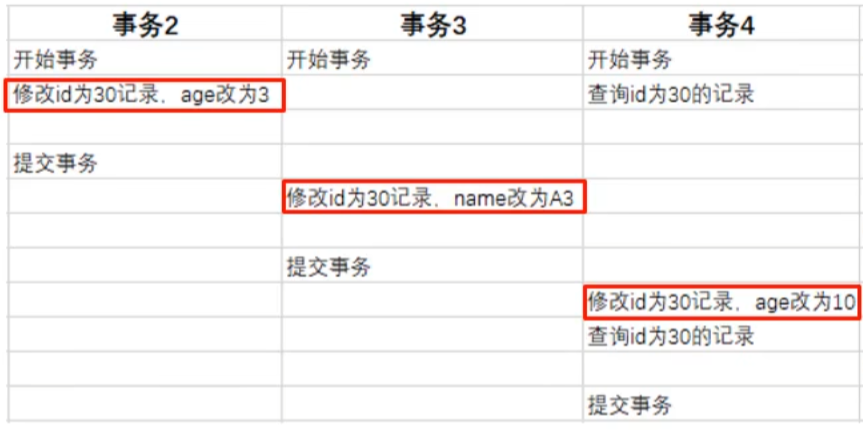 事务2 事务3 事务4
开始事务 开始事务 开始事务
修改id为30记录，age改为3 查询id为30的记录
提交事务
修改id为30记录，name改为A3
提交事务
修改id为30记录，age改为10
查询id为30的记录
提交事务